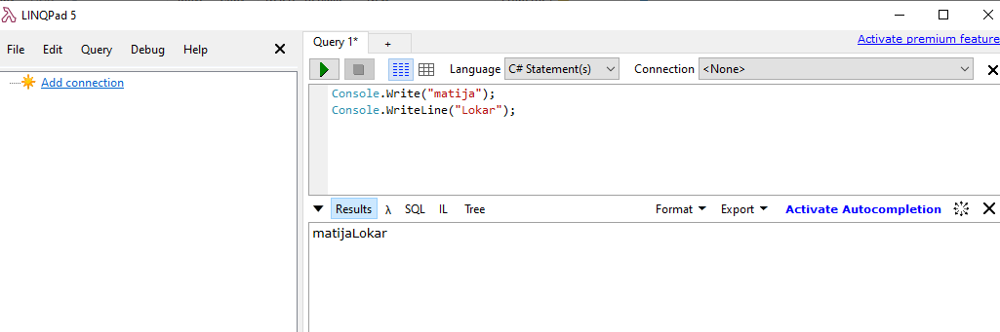 LINQPad 5
File Edit Query Debug Help
Add connection
Query 1* +
Activate premium feature
Language C# Statement(s) Connection <None>
Console.Write("matija");
Console.WriteLine("Lokar");
Results λ SQL IL Tree Format Export Activate Autocompletion
matijaLokar